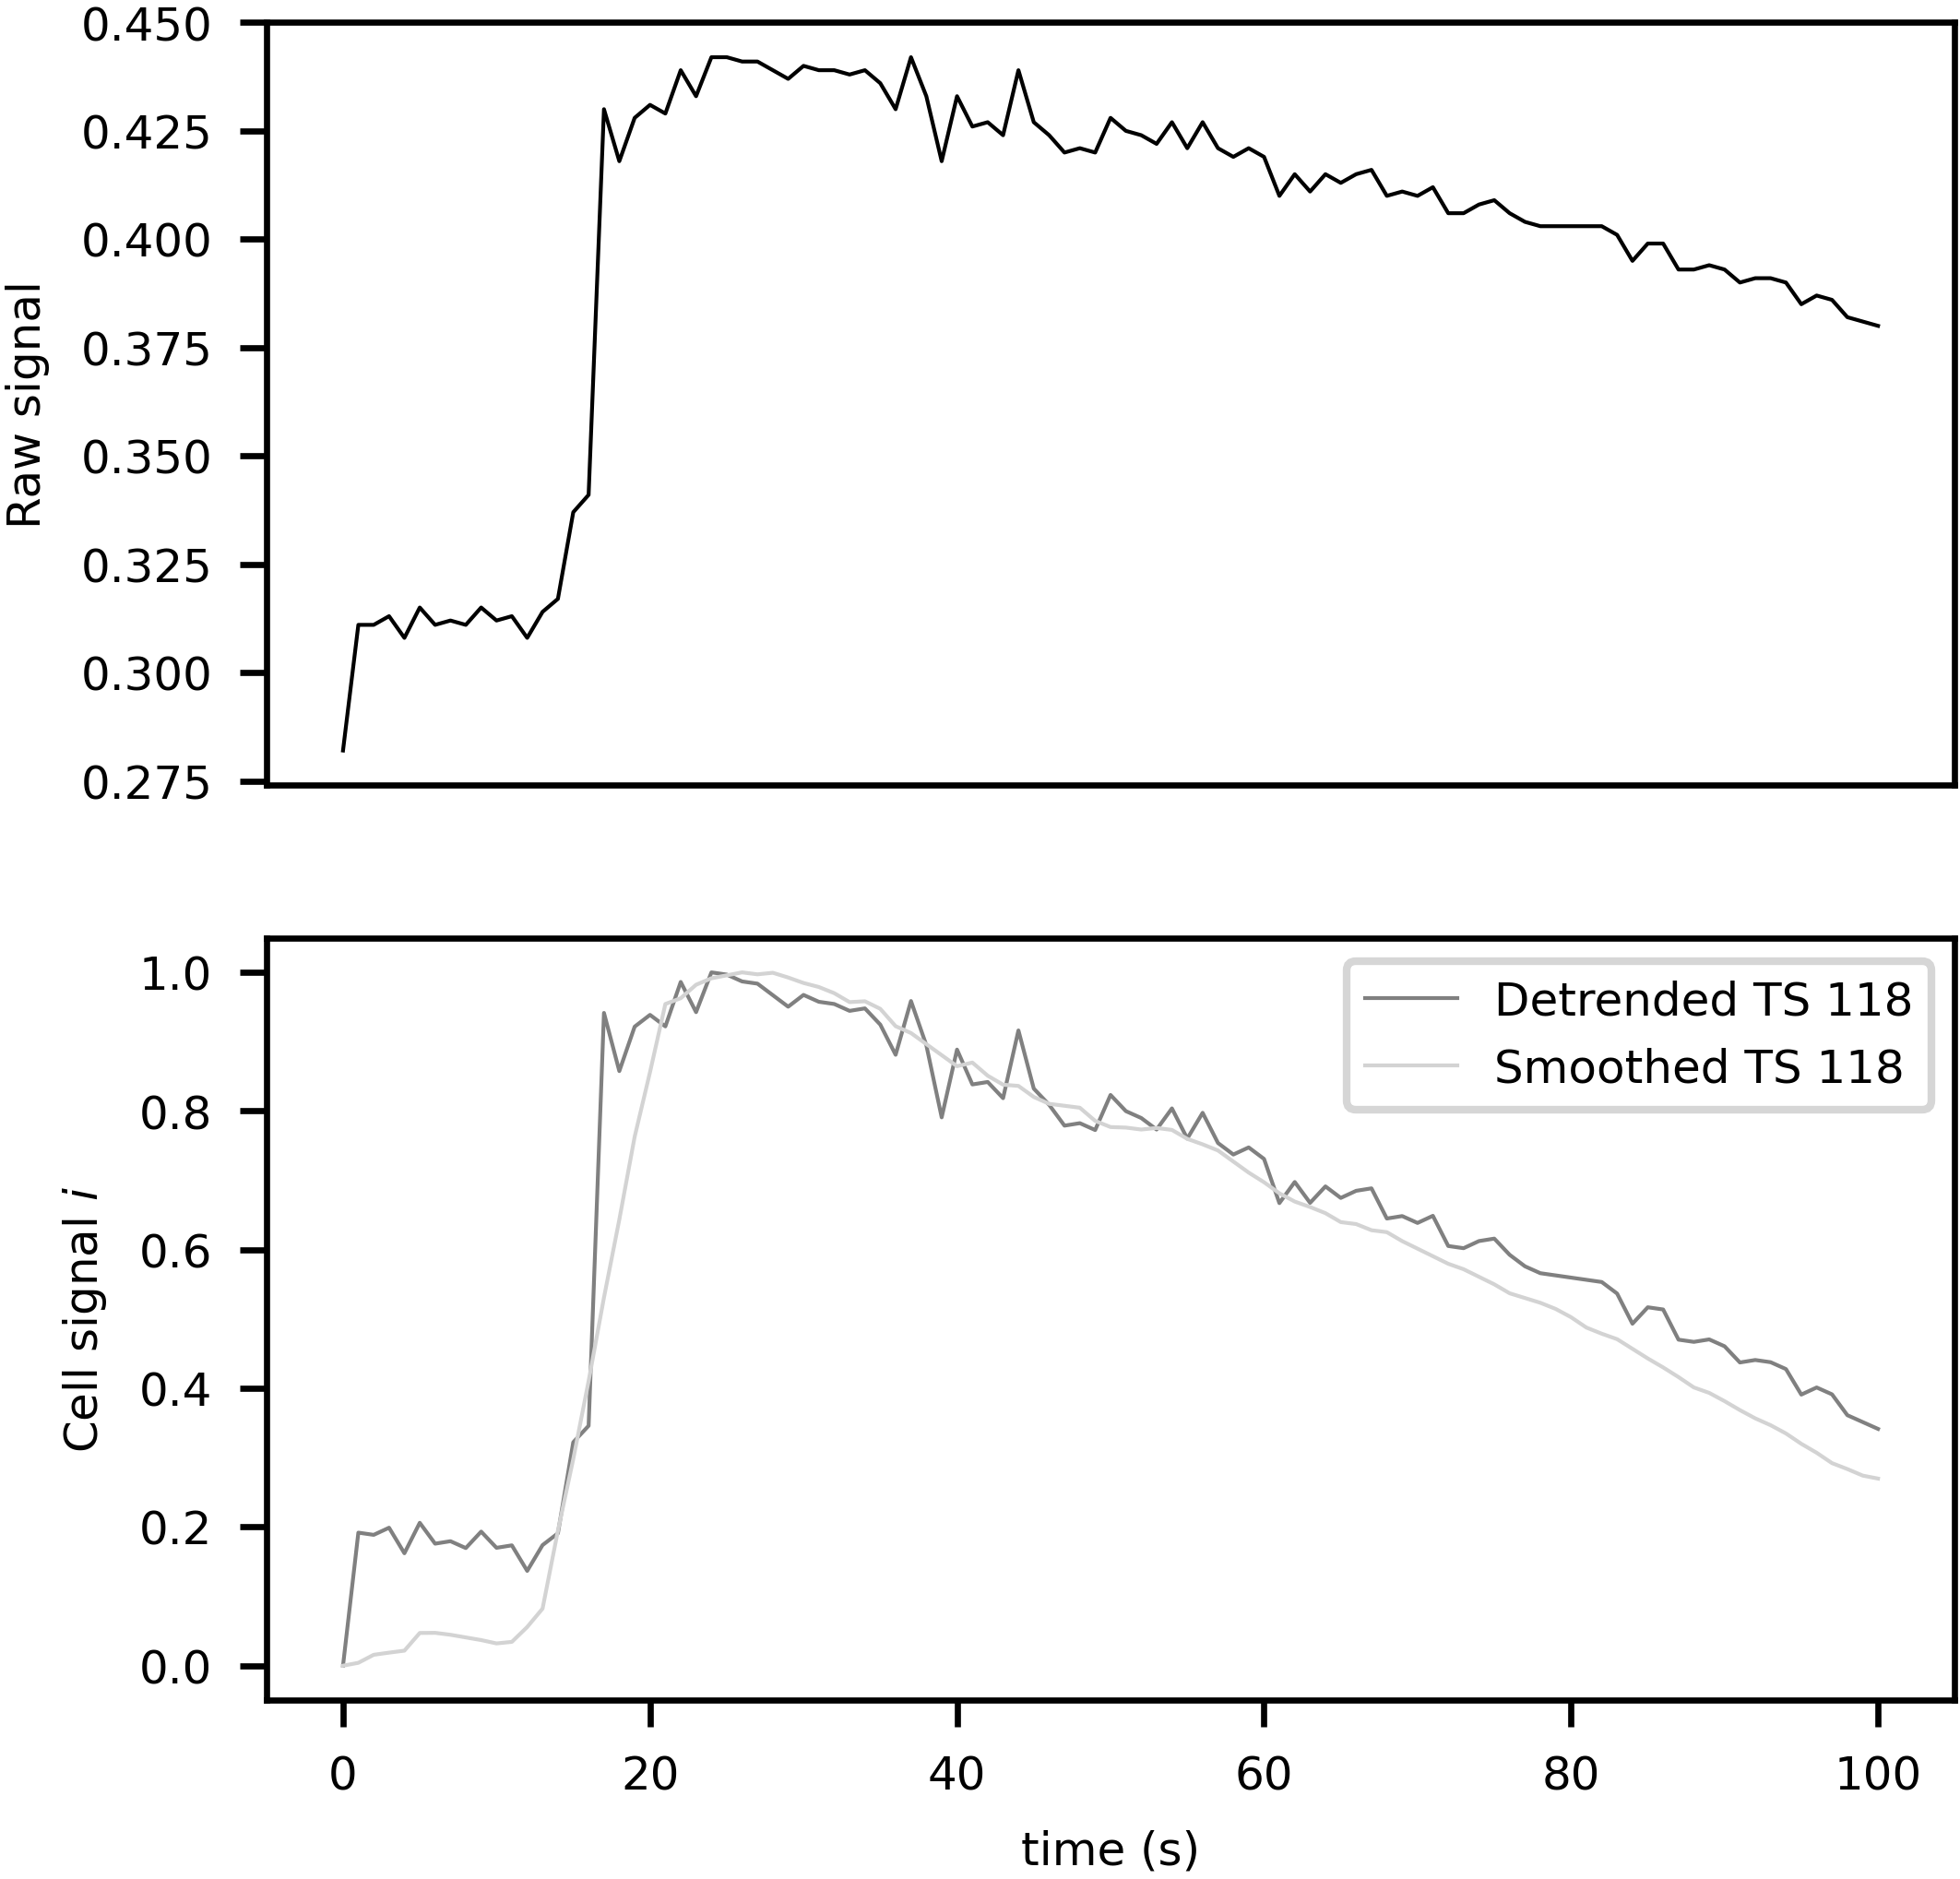 0.450
0.425
0.400
0.375
0.350
0.325
0.300
0.275
Raw signal
1.0
0.8
0.6
0.4
0.2
0.0
Cell signal i
Detrended TS 118
Smoothed TS 118
0 20 40 60 80 100
time (s)